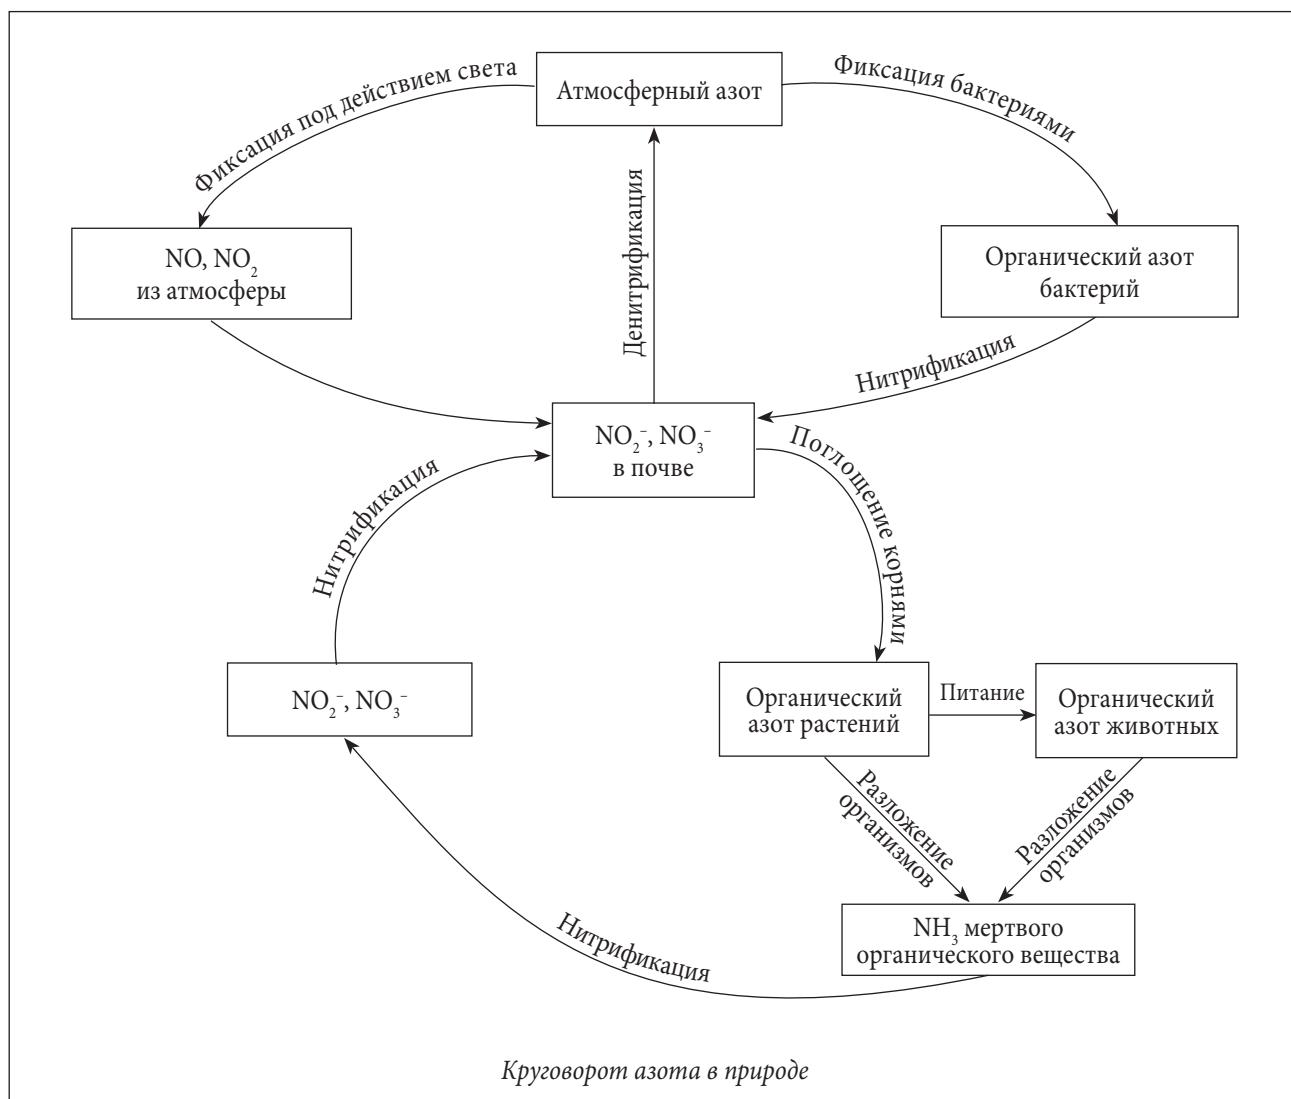 Фиксация под действием света
Атмосферный азот
Фиксация бактериями
NO, NO₂
из атмосферы
Денитрификация
Органический азот
бактерий
Нитрификация
NO₂⁻, NO₃⁻
в почве
Поглощение корнями
Нитрификация
NO₂⁻, NO₃⁻
Органический
азот растений
Питание
Органический
азот животных
Разложение
организмов
Разложение
организмов
NH₃ мертвого
органического вещества
Нитрификация
Круговорот азота в природе